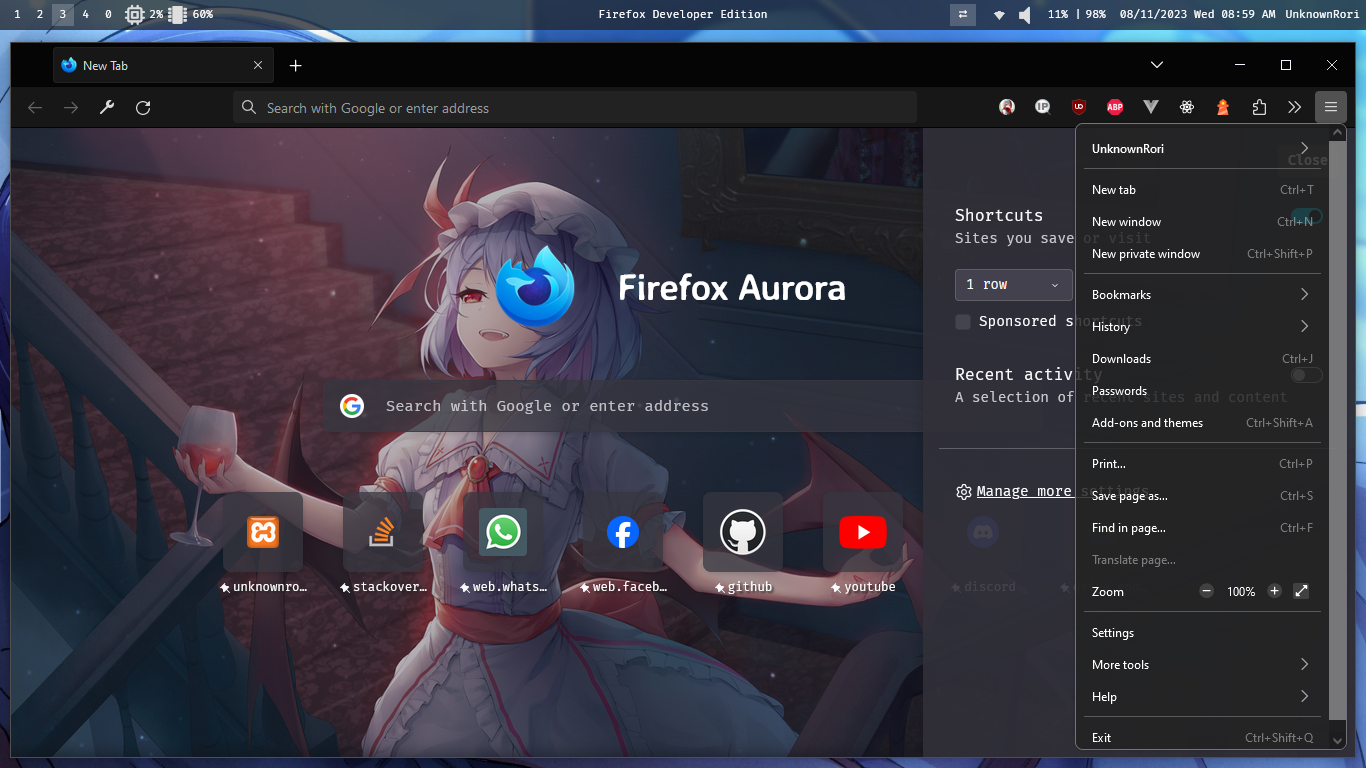 1 2 3 4 0 2% 60%
Firefox Developer Edition
11% | 98% 08/11/2023 Wed 08:59 AM UnknownRori
New Tab
Search with Google or enter address
IP
UD
ABP
UnknownRori
Close
New tab Ctrl+T
New window Ctrl+N
New private window Ctrl+Shift+P
Bookmarks
History
Downloads Ctrl+J
Passwords
Add-ons and themes Ctrl+Shift+A
Print... Ctrl+P
Save page as... Ctrl+S
Find in page... Ctrl+F
Translate page...
Zoom 100%
Settings
More tools
Help
Exit Ctrl+Shift+Q
Shortcuts
Sites you save or visit
1 row
Sponsored shortcuts
Recent activity
A selection of recent sites and content
Manage more settings
Firefox Aurora
Search with Google or enter address
unknownro…
stackover…
web.whats…
web.faceb…
github
youtube
discord